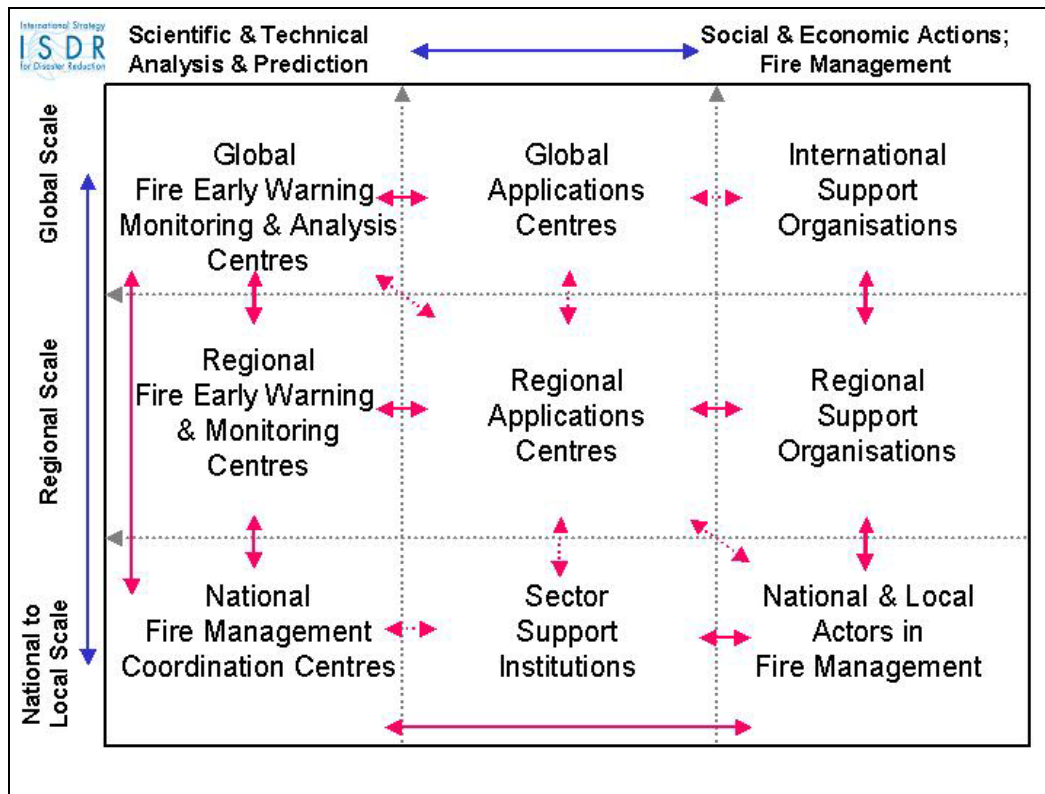 International Strategy
ISDR
for Disaster Reduction
Scientific & Technical
Analysis & Prediction
Social & Economic Actions;
Fire Management
Global Scale
Global
Fire Early Warning
Monitoring & Analysis
Centres
Global
Applications
Centres
International
Support
Organisations
Regional Scale
Regional
Fire Early Warning
& Monitoring
Centres
Regional
Applications
Centres
Regional
Support
Organisations
National to
Local Scale
National
Fire Management
Coordination Centres
Sector
Support
Institutions
National & Local
Actors in
Fire Management